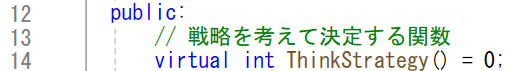 12 public:
13 // 戦略を考えて決定する関数
14 virtual int ThinkStrategy() = 0;